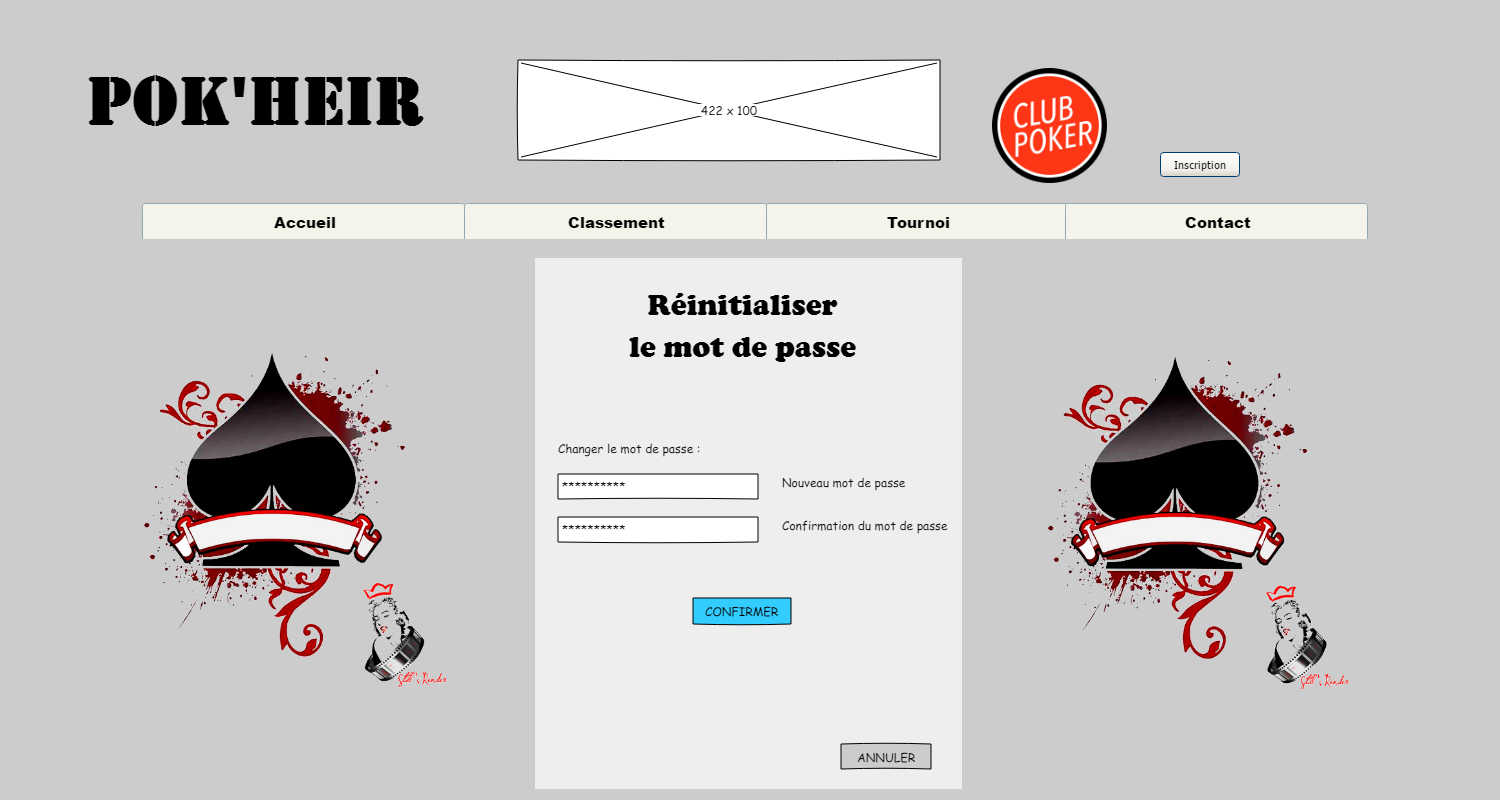 POK'HEIR
422 x 100
CLUB
POKER
Inscription
Accueil
Classement
Tournoi
Contact
Réinitialiser
le mot de passe
Changer le mot de passe :
********** Nouveau mot de passe
********** Confirmation du mot de passe
CONFIRMER
ANNULER